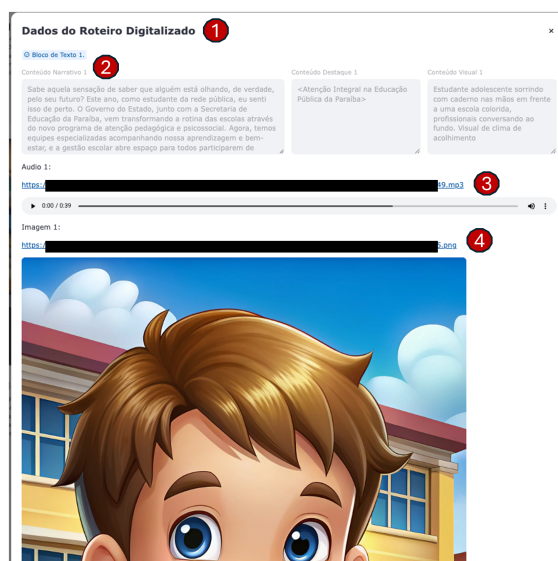 Dados do Roteiro Digitalizado 1
×
Bloco de Texto 1.
Conteúdo Narrativo 1 2
Sabe aquela sensação de saber que alguém está olhando, de verdade,
pelo seu futuro? Este ano, como estudante da rede pública, eu senti
isso de perto. O Governo do Estado, junto com a Secretaria de
Educação da Paraíba, vem transformando a rotina das escolas através
do novo programa de atenção pedagógica e psicossocial. Agora, temos
equipes especializadas acompanhando nossa aprendizagem e bem-
estar, e a gestão escolar abre espaço para todos participarem de
Conteúdo Destaque 1
<Atenção Integral na Educação
Pública da Paraíba>
Conteúdo Visual 1
Estudante adolescente sorrindo
com caderno nas mãos em frente
a uma escola colorida,
profissionais conversando ao
fundo. Visual de clima de
acolhimento
Audio 1:
https:/ 49.mp3 3
0:00 / 0:39
Imagem 1:
https:/ 5.png 4